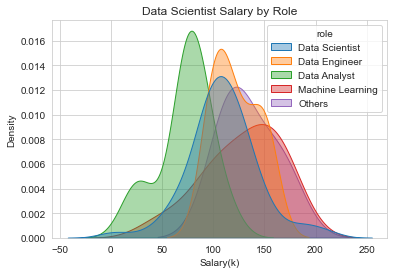 Data Scientist Salary by Role
role
Data Scientist
Data Engineer
Data Analyst
Machine Learning
Others
Density
0.016
0.014
0.012
0.010
0.008
0.006
0.004
0.002
0.000
-50 0 50 100 150 200 250
Salary(k)